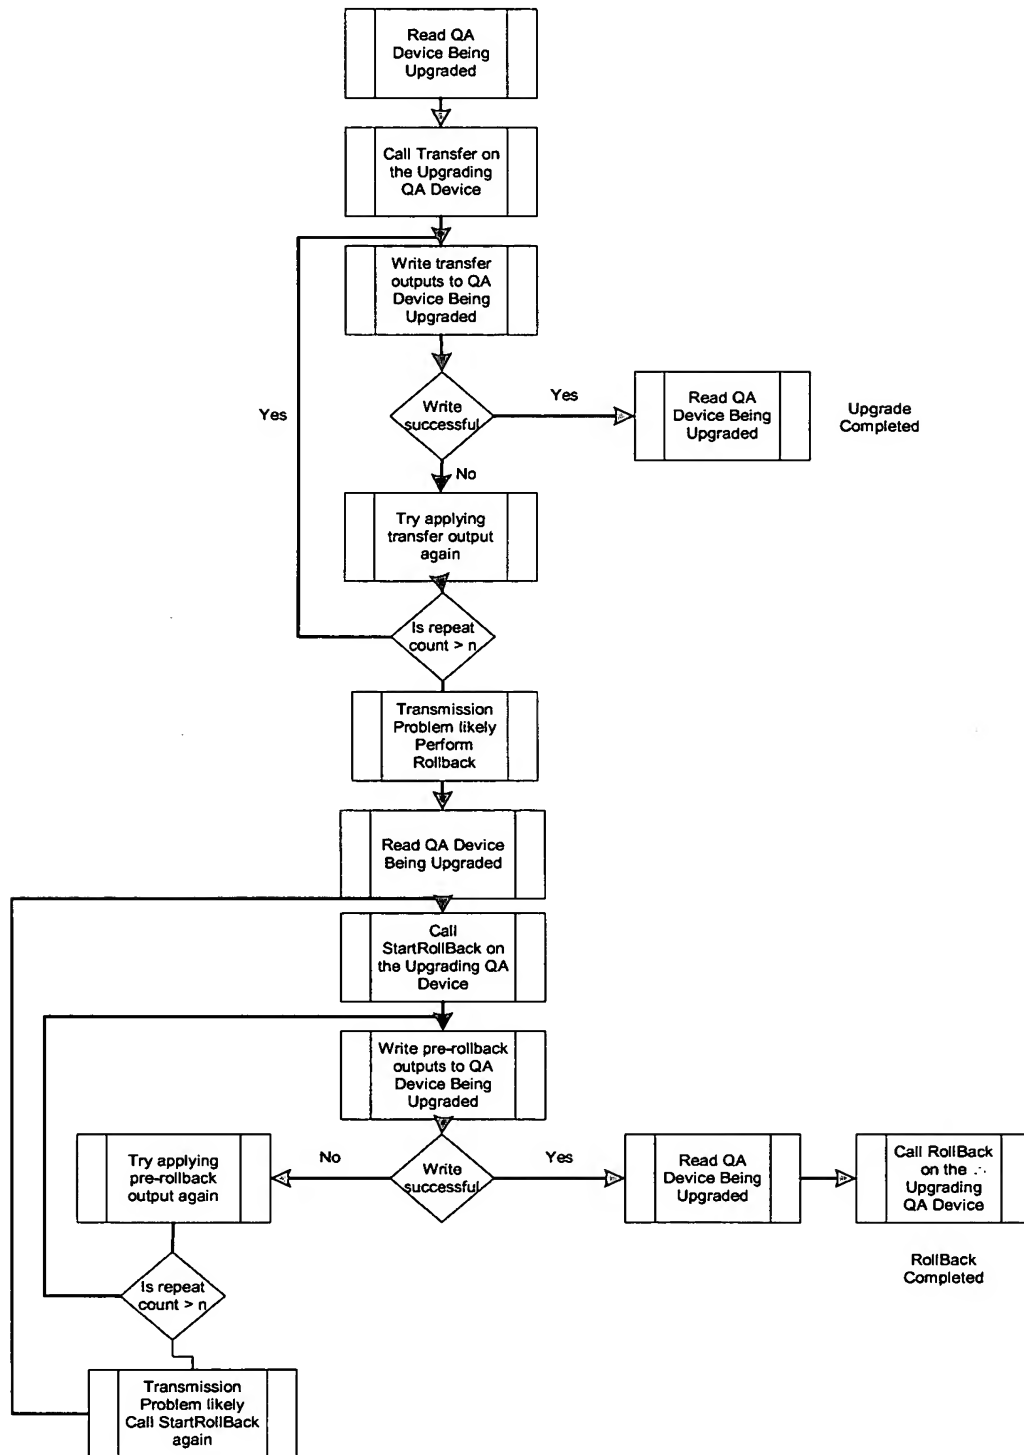 Read QA
Device Being
Upgraded
Call Transfer on
the Upgrading
QA Device
Write transfer
outputs to QA
Device Being
Upgraded
Yes
Write
successful
Yes
Read QA
Device Being
Upgraded
Upgrade
Completed
No
Try applying
transfer output
again
Is repeat
count > n
Transmission
Problem likely
Perform
Rollback
Read QA Device
Being Upgraded
Call
StartRollBack on
the Upgrading QA
Device
Write pre-rollback
outputs to QA
Device Being
Upgraded
Try applying
pre-rollback
output again
No
Write
successful
Yes
Read QA
Device Being
Upgraded
Call RollBack
on the
Upgrading
QA Device
RollBack
Completed
Is repeat
count > n
Transmission
Problem likely
Call StartRollBack
again